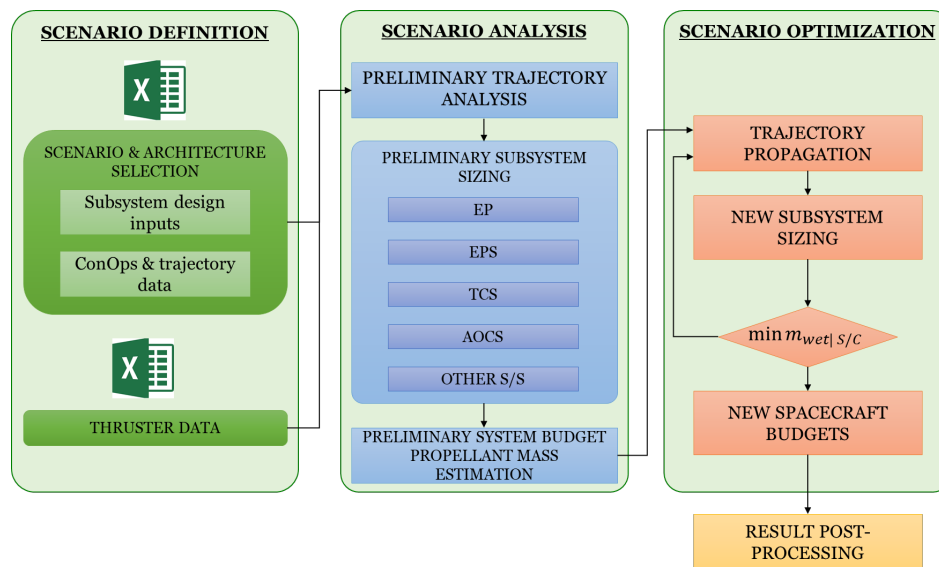 SCENARIO DEFINITION
X
SCENARIO & ARCHITECTURE
SELECTION
Subsystem design
inputs
ConOps & trajectory
data
X
THRUSTER DATA
SCENARIO ANALYSIS
PRELIMINARY TRAJECTORY
ANALYSIS
PRELIMINARY SUBSYSTEM
SIZING
EP
EPS
TCS
AOCS
OTHER S/S
PRELIMINARY SYSTEM BUDGET
PROPELLANT MASS
ESTIMATION
SCENARIO OPTIMIZATION
TRAJECTORY
PROPAGATION
NEW SUBSYSTEM
SIZING
min m_{wet| S/C}
NEW SPACECRAFT
BUDGETS
RESULT POST-
PROCESSING